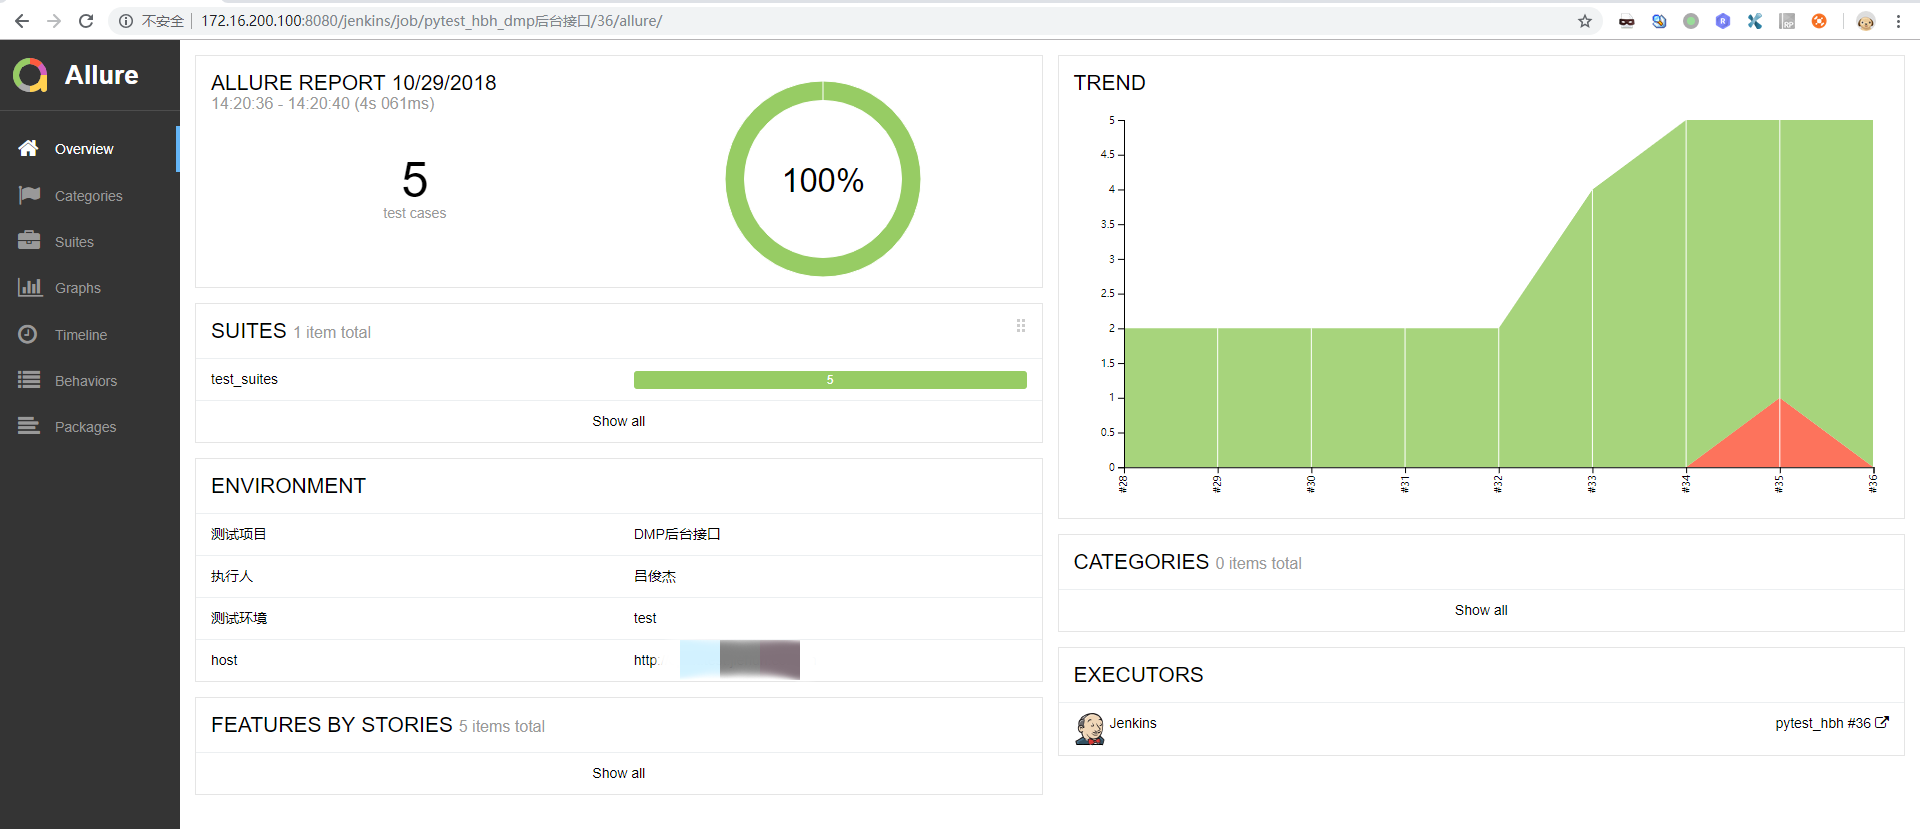 不安全 172.16.200.100:8080/jenkins/job/pytest_hbh_dmp后台接口/36/allure/
Allure
Overview
Categories
Suites
Graphs
Timeline
Behaviors
Packages
ALLURE REPORT 10/29/2018
14:20:36 - 14:20:40 (4s 061ms)
5
test cases
100%
SUITES 1 item total
test_suites 5
Show all
ENVIRONMENT
测试项目 DMP后台接口
执行人 吕俊杰
测试环境 test
host http:
FEATURES BY STORIES 5 items total
Show all
TREND
5
4.5
4
3.5
3
2.5
2
1.5
1
0.5
0
#28 #29 #30 #31 #32 #33 #34 #35 #36
CATEGORIES 0 items total
Show all
EXECUTORS
Jenkins pytest_hbh #36